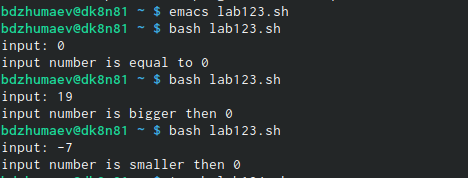 bdzhumaev@dk8n81 ~ $ emacs lab123.sh
bdzhumaev@dk8n81 ~ $ bash lab123.sh
input: 0
input number is equal to 0
bdzhumaev@dk8n81 ~ $ bash lab123.sh
input: 19
input number is bigger then 0
bdzhumaev@dk8n81 ~ $ bash lab123.sh
input: -7
input number is smaller then 0